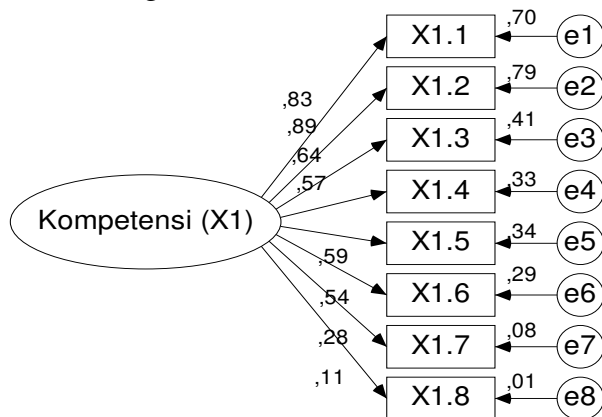 ,70
X1.1
e1
,79
X1.2
e2
,83
,89
,41
X1.3
e3
,64
,57
,33
X1.4
e4
Kompetensi (X1)
,34
X1.5
e5
,59
,29
X1.6
e6
,54
,08
X1.7
e7
,28
,11
,01
X1.8
e8